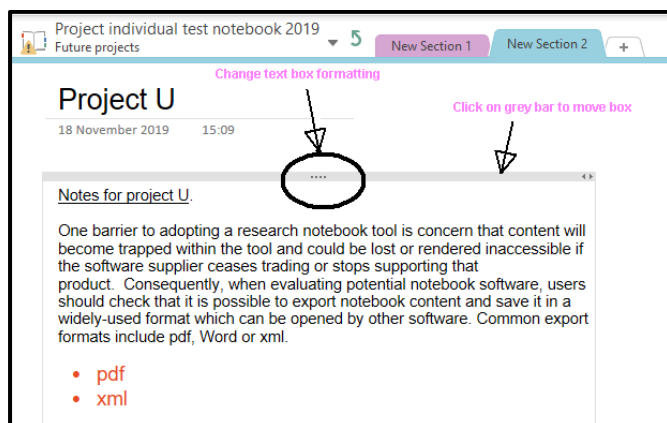 Project individual test notebook 2019
Future projects
New Section 1
New Section 2
+
Change text box formatting
Click on grey bar to move box
Project U
18 November 2019 15:09
Notes for project U.
One barrier to adopting a research notebook tool is concern that content will
become trapped within the tool and could be lost or rendered inaccessible if
the software supplier ceases trading or stops supporting that
product.  Consequently, when evaluating potential notebook software, users
should check that it is possible to export notebook content and save it in a
widely-used format which can be opened by other software. Common export
formats include pdf, Word or xml.
• pdf
• xml